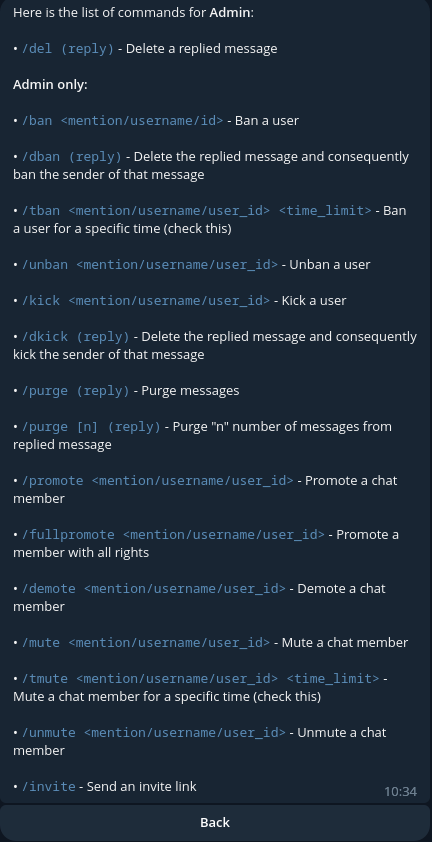 Here is the list of commands for Admin:
• /del (reply) - Delete a replied message
Admin only:
• /ban <mention/username/id> - Ban a user
• /dban (reply) - Delete the replied message and consequently
ban the sender of that message
• /tban <mention/username/user_id> <time_limit> - Ban
a user for a specific time (check this)
• /unban <mention/username/user_id> - Unban a user
• /kick <mention/username/user_id> - Kick a user
• /dkick (reply) - Delete the replied message and consequently
kick the sender of that message
• /purge (reply) - Purge messages
• /purge [n] (reply) - Purge "n" number of messages from
replied message
• /promote <mention/username/user_id> - Promote a chat
member
• /fullpromote <mention/username/user_id> - Promote a
member with all rights
• /demote <mention/username/user_id> - Demote a chat
member
• /mute <mention/username/user_id> - Mute a chat member
• /tmute <mention/username/user_id> <time_limit> -
Mute a chat member for a specific time (check this)
• /unmute <mention/username/user_id> - Unmute a chat
member
• /invite - Send an invite link
10:34
Back